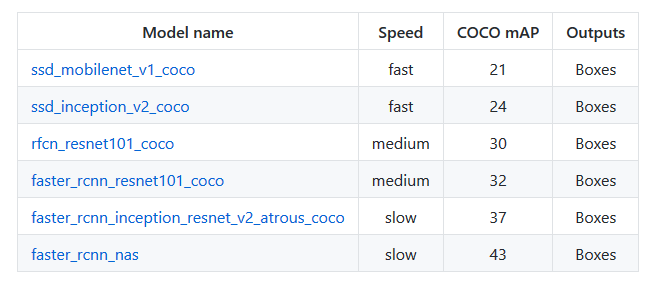 Model name Speed COCO mAP Outputs
ssd_mobilenet_v1_coco fast 21 Boxes
ssd_inception_v2_coco fast 24 Boxes
rfcn_resnet101_coco medium 30 Boxes
faster_rcnn_resnet101_coco medium 32 Boxes
faster_rcnn_inception_resnet_v2_atrous_coco slow 37 Boxes
faster_rcnn_nas slow 43 Boxes